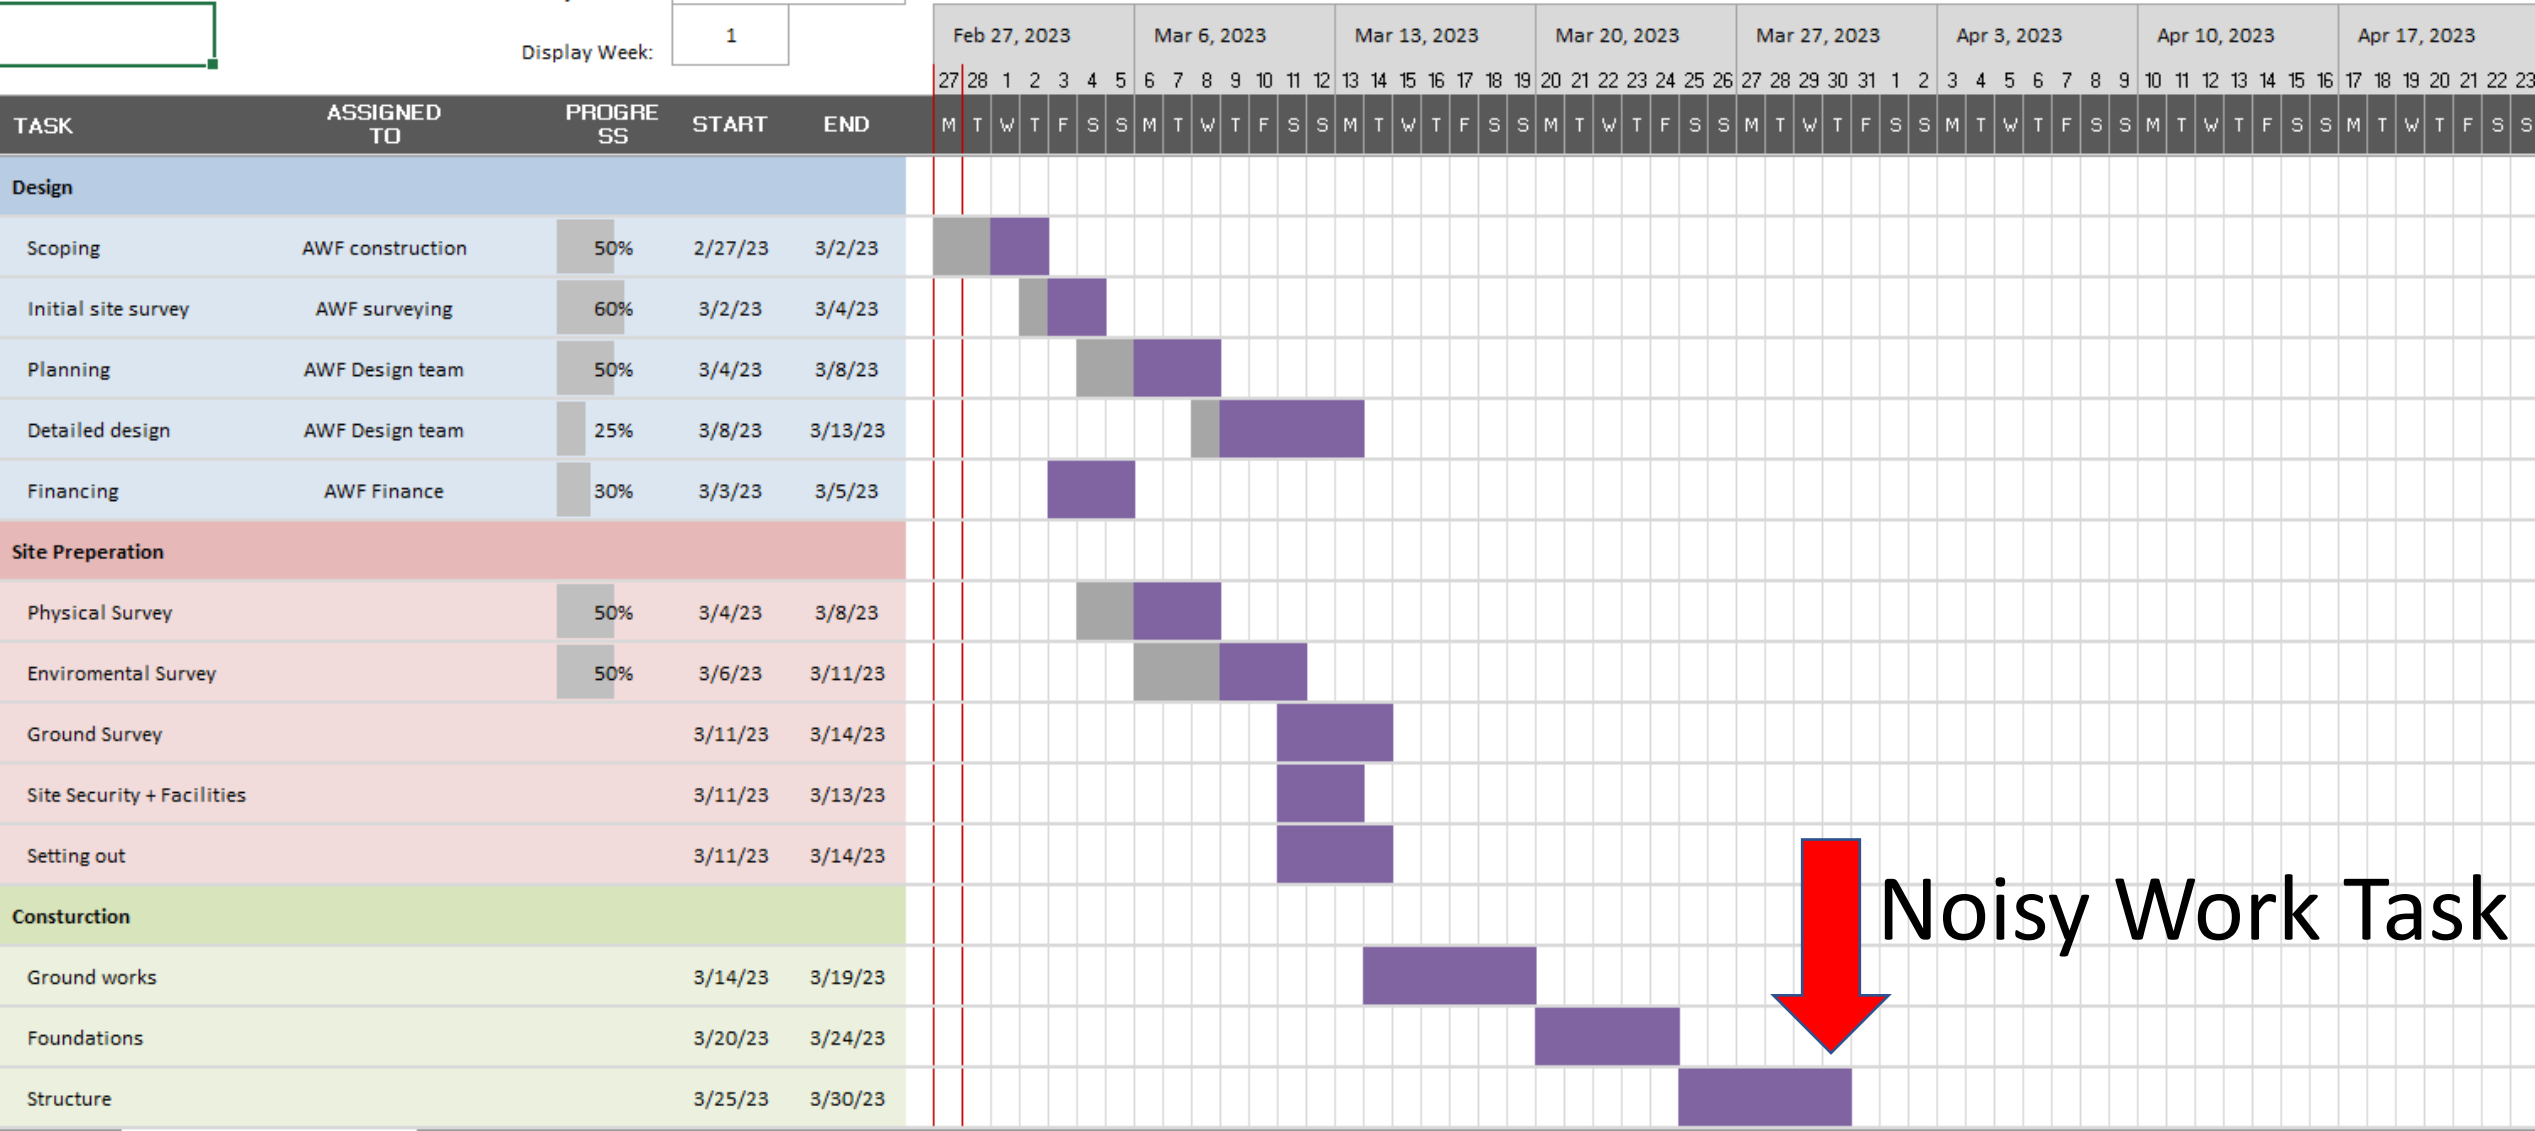 Display Week: 1
Feb 27, 2023 Mar 6, 2023 Mar 13, 2023 Mar 20, 2023 Mar 27, 2023 Apr 3, 2023 Apr 10, 2023 Apr 17, 2023
27 28 1 2 3 4 5 6 7 8 9 10 11 12 13 14 15 16 17 18 19 20 21 22 23 24 25 26 27 28 29 30 31 1 2 3 4 5 6 7 8 9 10 11 12 13 14 15 16 17 18 19 20 21 22 23
TASK ASSIGNED TO PROGRESS START END M T W T F S S M T W T F S S M T W T F S S M T W T F S S M T W T F S S M T W T F S S M T W T F S S M T W T F S S
Design
Scoping AWF construction 50% 2/27/23 3/2/23
Initial site survey AWF surveying 60% 3/2/23 3/4/23
Planning AWF Design team 50% 3/4/23 3/8/23
Detailed design AWF Design team 25% 3/8/23 3/13/23
Financing AWF Finance 30% 3/3/23 3/5/23
Site Preperation
Physical Survey 50% 3/4/23 3/8/23
Enviromental Survey 50% 3/6/23 3/11/23
Ground Survey 3/11/23 3/14/23
Site Security + Facilities 3/11/23 3/13/23
Setting out 3/11/23 3/14/23
Noisy Work Task
Consturction
Ground works 3/14/23 3/19/23
Foundations 3/20/23 3/24/23
Structure 3/25/23 3/30/23